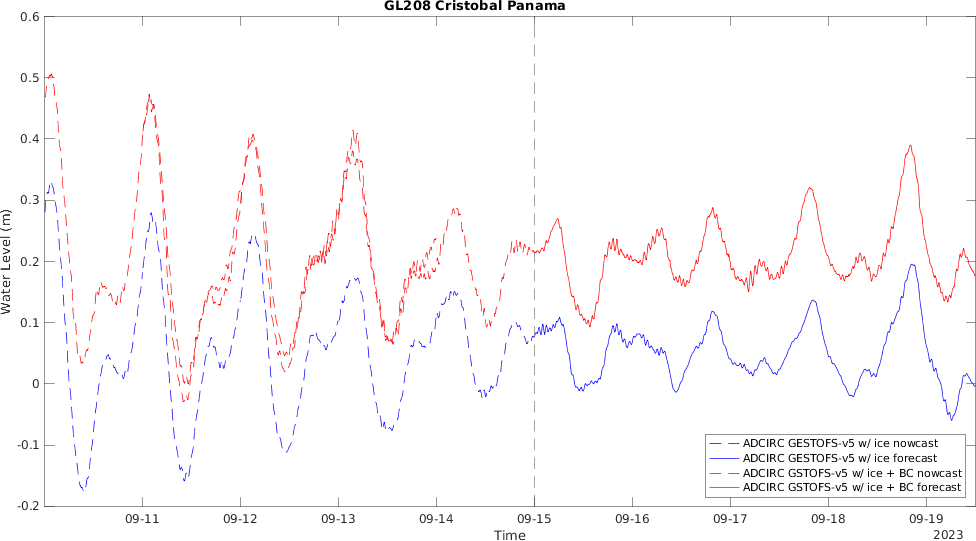 GL208 Cristobal Panama
Water Level (m)
0.6
0.5
0.4
0.3
0.2
0.1
0
-0.1
-0.2
09-11 09-12 09-13 09-14 09-15 09-16 09-17 09-18 09-19
Time
2023
ADCIRC GESTOFS-v5 w/ ice nowcast
ADCIRC GESTOFS-v5 w/ ice forecast
ADCIRC GSTOFS-v5 w/ ice + BC nowcast
ADCIRC GSTOFS-v5 w/ ice + BC forecast